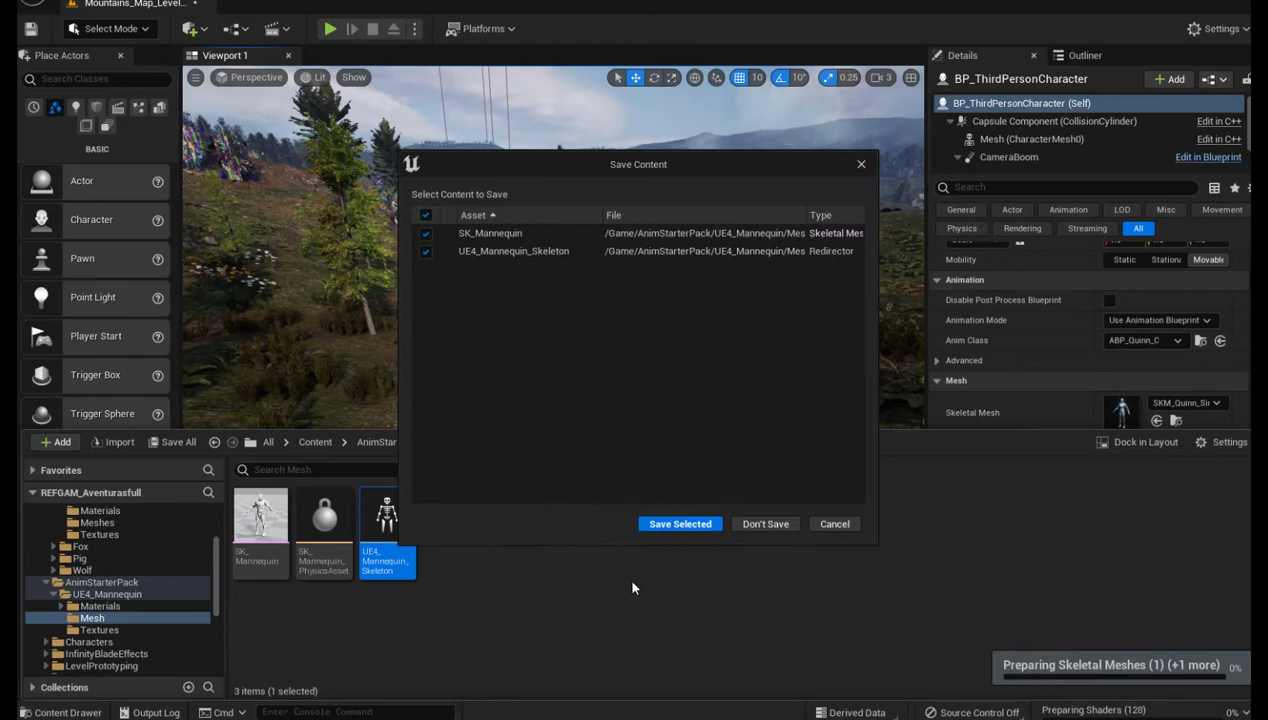 Mountains_Map_Level...
Select Mode
Platforms
Settings
Place Actors
Viewport 1
Details
Outliner
Search Classes
Perspective
Lit
Show
10
10°
0.25
3
BP_ThirdPersonCharacter
Add
BP_ThirdPersonCharacter (Self)
Capsule Component (CollisionCylinder)
Edit in C++
Mesh (CharacterMesh0)
Edit in C++
CameraBoom
Edit in Blueprint
BASIC
Actor
Character
Pawn
Point Light
Player Start
Trigger Box
Trigger Sphere
Save Content
Select Content to Save
Asset
File
Type
SK_Mannequin
/Game/AnimStarterPack/UE4_Mannequin/Mes
Skeletal Mes
UE4_Mannequin_Skeleton
/Game/AnimStarterPack/UE4_Mannequin/Mes
Redirector
Save Selected
Don't Save
Cancel
Search
General
Actor
Animation
LOD
Misc
Movement
Physics
Rendering
Streaming
All
Mobility
Static
Stationa
Movable
Animation
Disable Post Process Blueprint
Animation Mode
Use Animation Blueprint
Anim Class
ABP_Quinn_C
Advanced
Mesh
Skeletal Mesh
SKM_Quinn_Sin
Add
Import
Save All
All
Content
AnimStar
Dock in Layout
Settings
Favorites
REFGAM_Aventurasfull
Materials
Meshes
Textures
Fox
Pig
Wolf
AnimStarterPack
UE4_Mannequin
Materials
Mesh
Textures
Characters
InfinityBladeEffects
LevelPrototyping
Collections
Search Mesh
SK_
Mannequin
SK_
Mannequin_
PhysicsAsset
UE4_
Mannequin_
Skeleton
3 items (1 selected)
Preparing Skeletal Meshes (1) (+1 more)
0%
Content Drawer
Output Log
Cmd
Enter Console Command
Derived Data
Source Control Off
Preparing Shaders (128)
0%